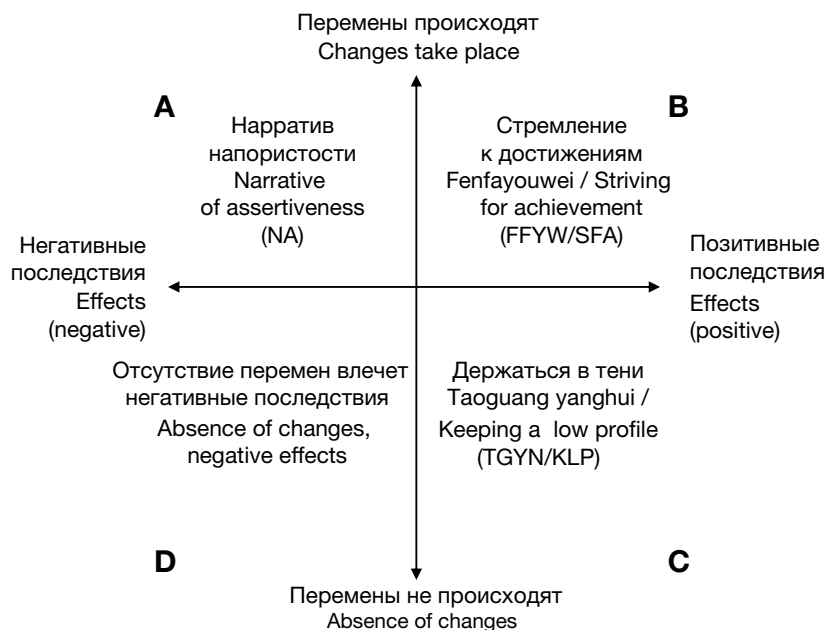 Перемены происходят
Changes take place
A
B
Нарратив
напористости
Narrative
of assertiveness
(NA)
Стремление
к достижениям
Fenfayouwei / Striving
for achievement
(FFYW/SFA)
Негативные
последствия
Effects
(negative)
Позитивные
последствия
Effects
(positive)
Отсутствие перемен влечет
негативные последствия
Absence of changes,
negative effects
Держаться в тени
Taoguang yanghui /
Keeping a low profile
(TGYN/KLP)
D
C
Перемены не происходят
Absence of changes